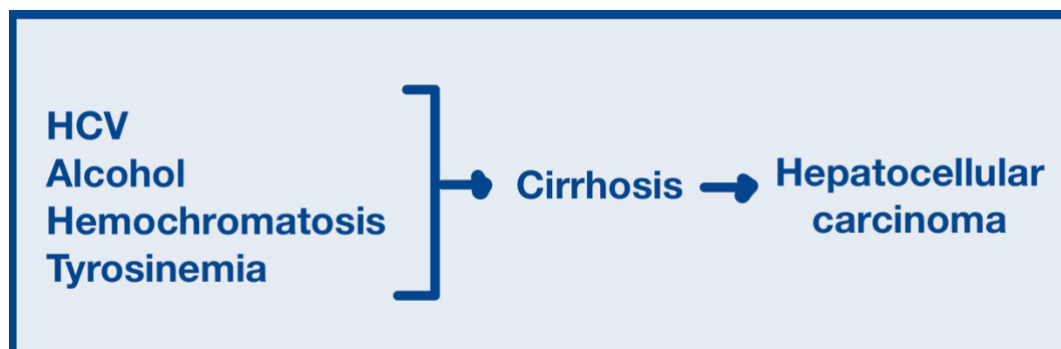 HCV
Alcohol
Hemochromatosis
Tyrosinemia
Cirrhosis
Hepatocellular
carcinoma